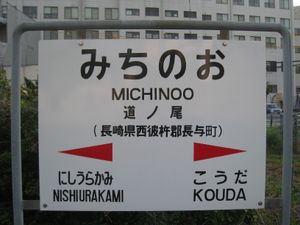 みちのお
MICHINOO
道ノ尾
(長崎県西彼杵郡長与町)
にしうらかみ こうだ
NISHIURAKAMI KOUDA